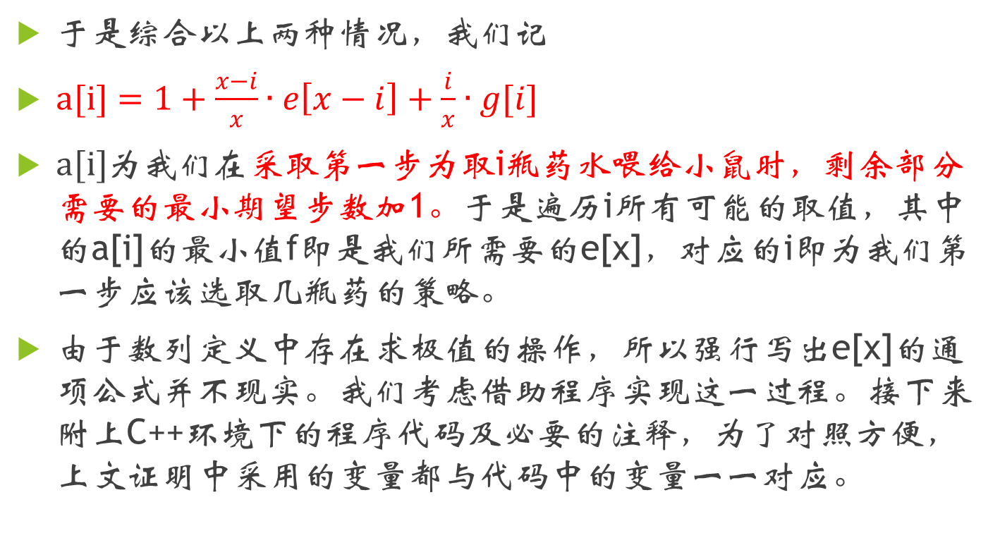 于是综合以上两种情况，我们记
a[i] = 1 + \frac{x-i}{x} · e[x − i] + \frac{i}{x} · g[i]
a[i]为我们在采取第一步为取i瓶药水喂给小鼠时，剩余部分
需要的最小期望步数加1。于是遍历i所有可能的取值，其中
的a[i]的最小值f即是我们所需要的e[x]，对应的i即为我们第
一步应该选取几瓶药的策略。
由于数列定义中存在求极值的操作，所以强行写出e[x]的通
项公式并不现实。我们考虑借助程序实现这一过程。接下来
附上C++环境下的程序代码及必要的注释，为了对照方便，
上文证明中采用的变量都与代码中的变量一一对应。